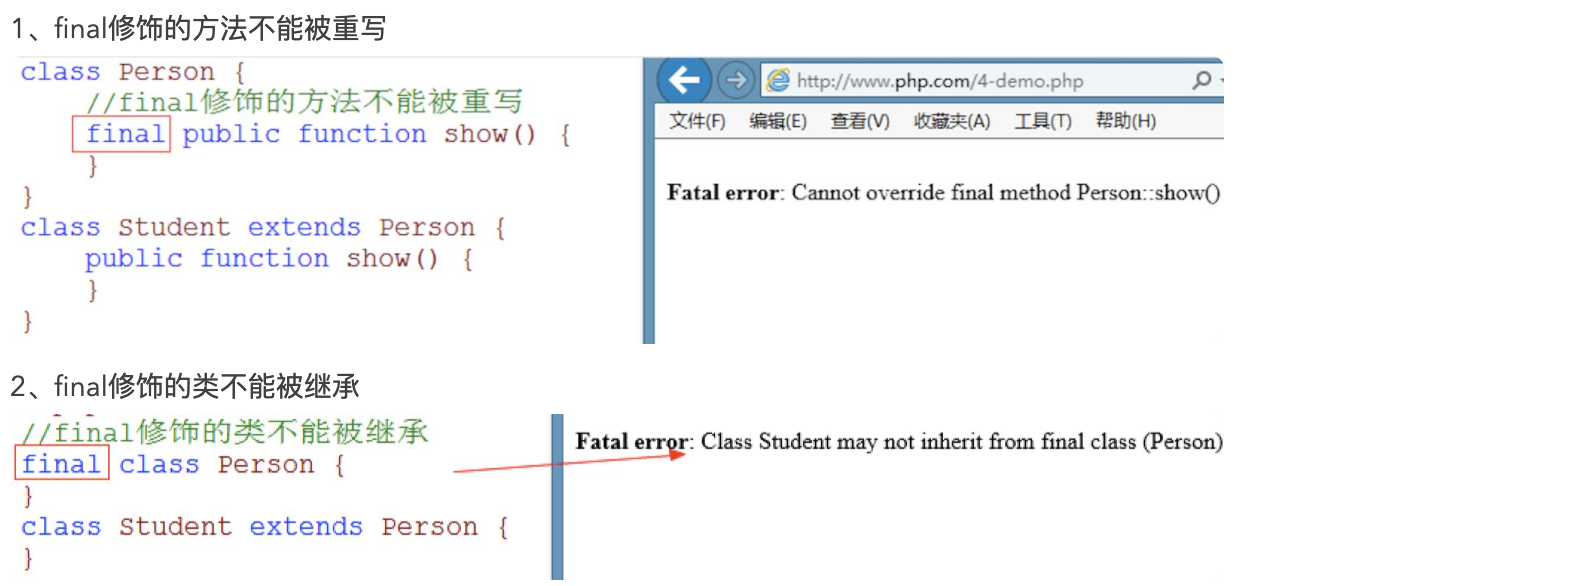 1、final修饰的方法不能被重写
class Person {
//final修饰的方法不能被重写
final public function show() {
}
}
class Student extends Person {
public function show() {
}
}
http://www.php.com/4-demo.php
文件(F) 编辑(E) 查看(V) 收藏夹(A) 工具(T) 帮助(H)
Fatal error: Cannot override final method Person::show()
2、final修饰的类不能被继承
//final修饰的类不能被继承
final class Person {
}
class Student extends Person {
}
Fatal error: Class Student may not inherit from final class (Person)